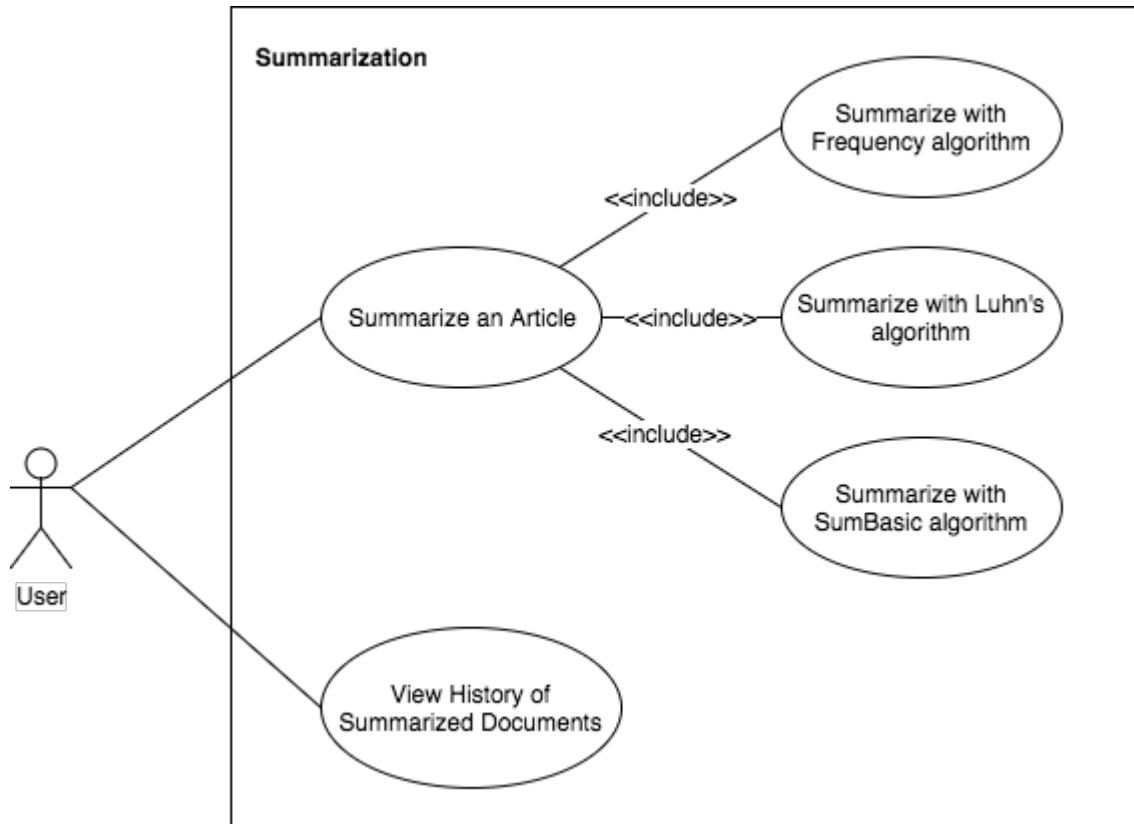 Summarization
Summarize with
Frequency algorithm
<<include>>
Summarize an Article
<<include>>
Summarize with Luhn's
algorithm
<<include>>
Summarize with
SumBasic algorithm
User
View History of
Summarized Documents